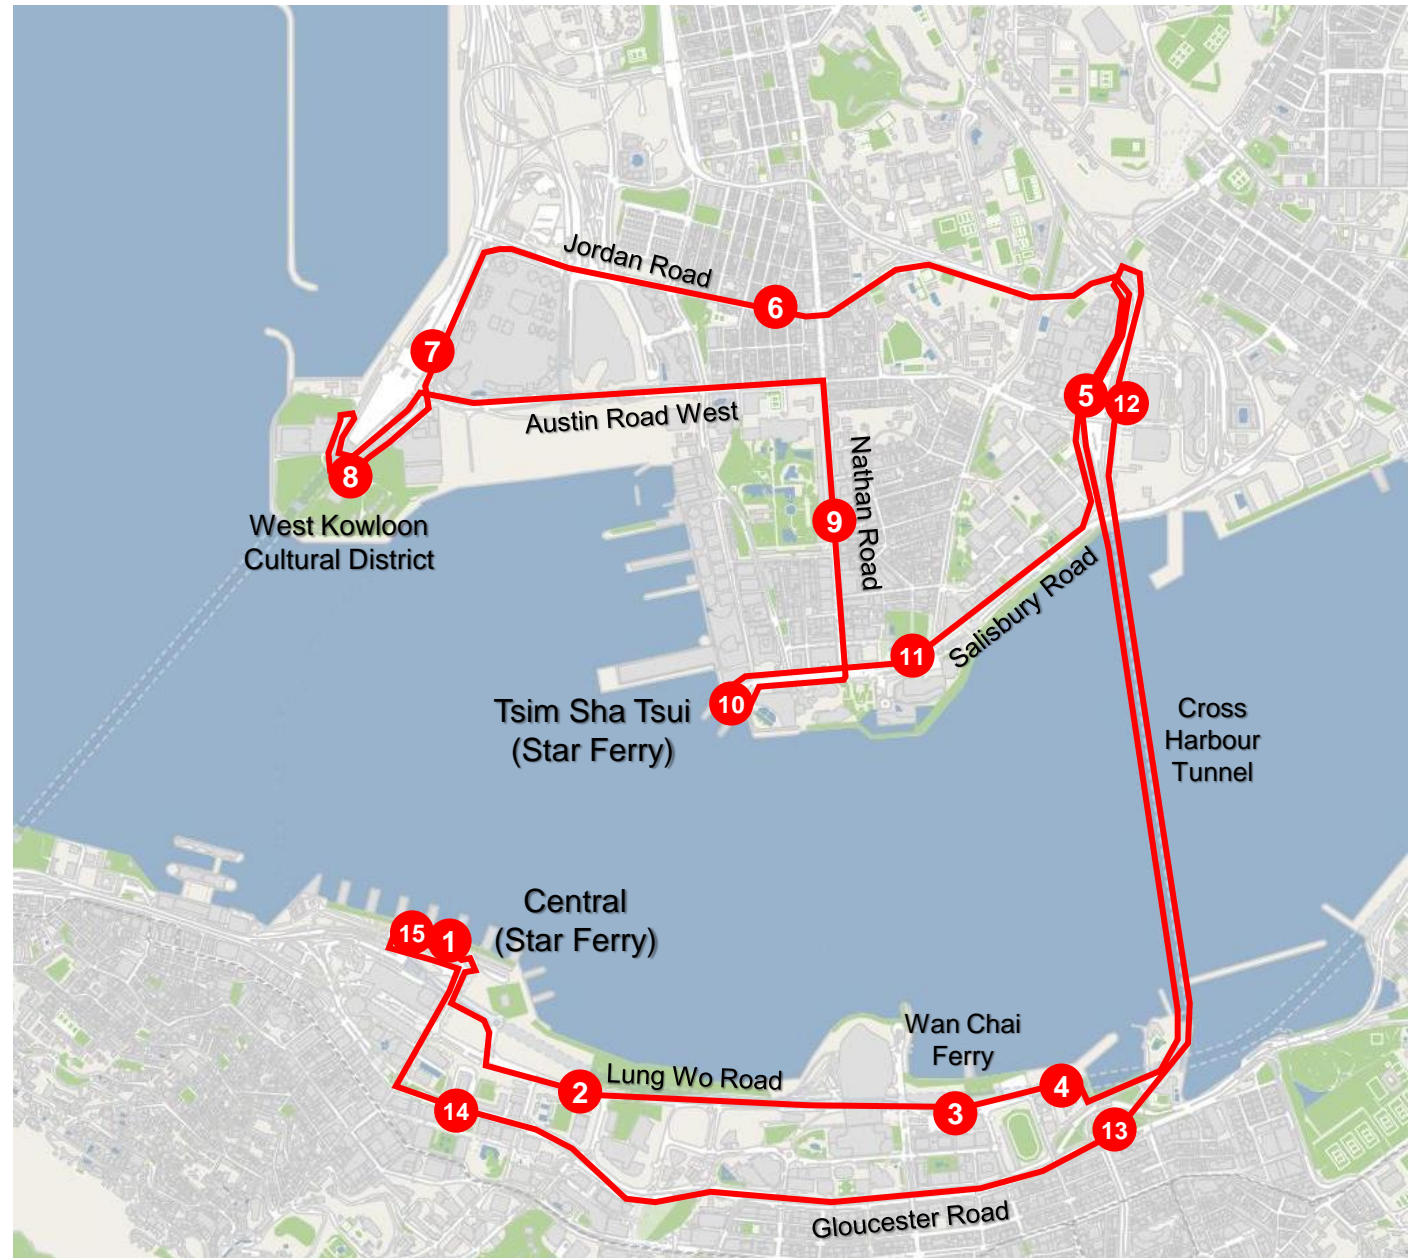 Jordan Road
6
7
5
12
Austin Road West
8
West Kowloon
Cultural District
Nathan Road
9
Salisbury Road
11
10
Tsim Sha Tsui
(Star Ferry)
Cross
Harbour
Tunnel
Central
(Star Ferry)
15
1
Wan Chai
Ferry
Lung Wo Road
2
3
4
14
13
Gloucester Road